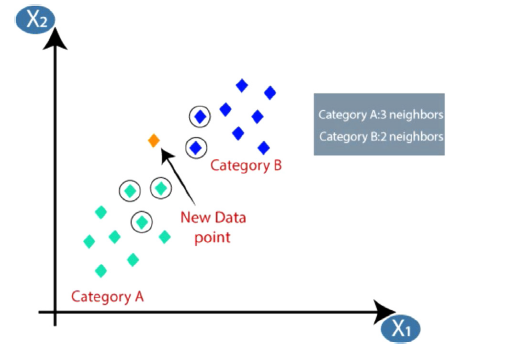 X2
Category A:3 neighbors
Category B:2 neighbors
Category B
New Data
point
Category A
X1